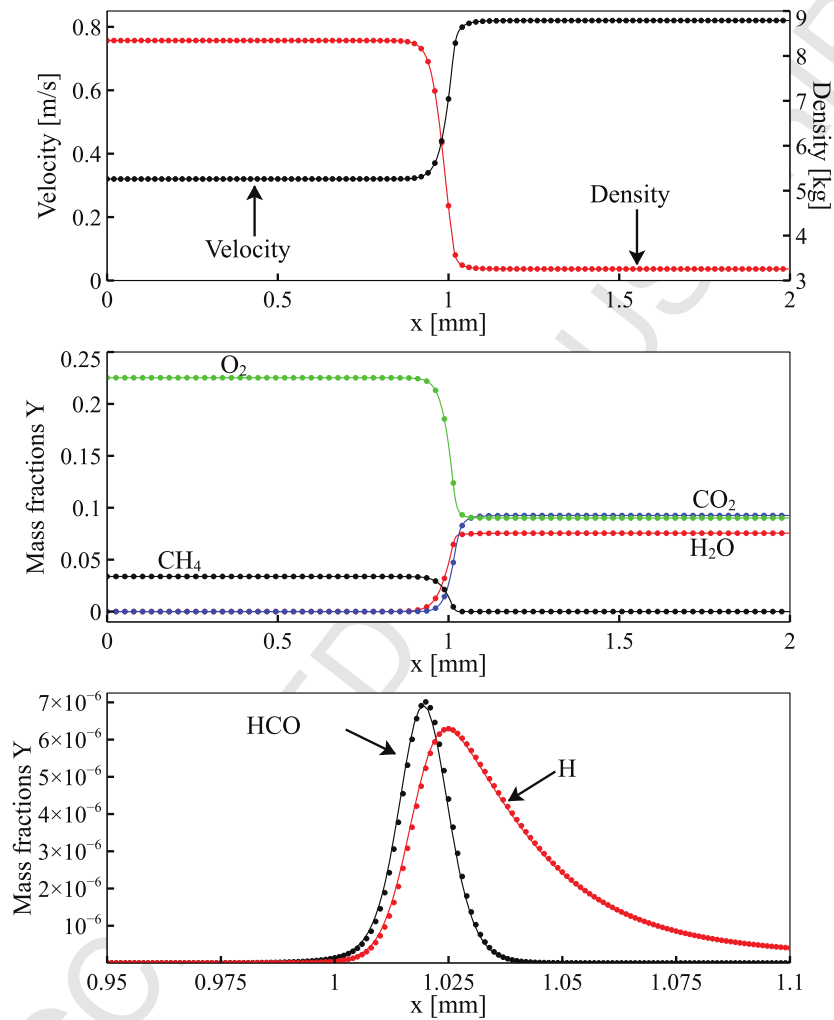 0.8
0.6
0.4
0.2
0
Velocity [m/s]
9
8
7
6
5
4
3
Density [kg]
Velocity
Density
0
0.5
1
1.5
2
x [mm]
0.25
0.2
0.15
0.1
0.05
0
Mass fractions Y
O₂
CH₄
CO₂
H₂O
0
0.5
1
1.5
2
x [mm]
7×10⁻⁶
6×10⁻⁶
5×10⁻⁶
4×10⁻⁶
3×10⁻⁶
2×10⁻⁶
10⁻⁶
Mass fractions Y
HCO
H
0.95
0.975
1
1.025
1.05
1.075
1.1
x [mm]